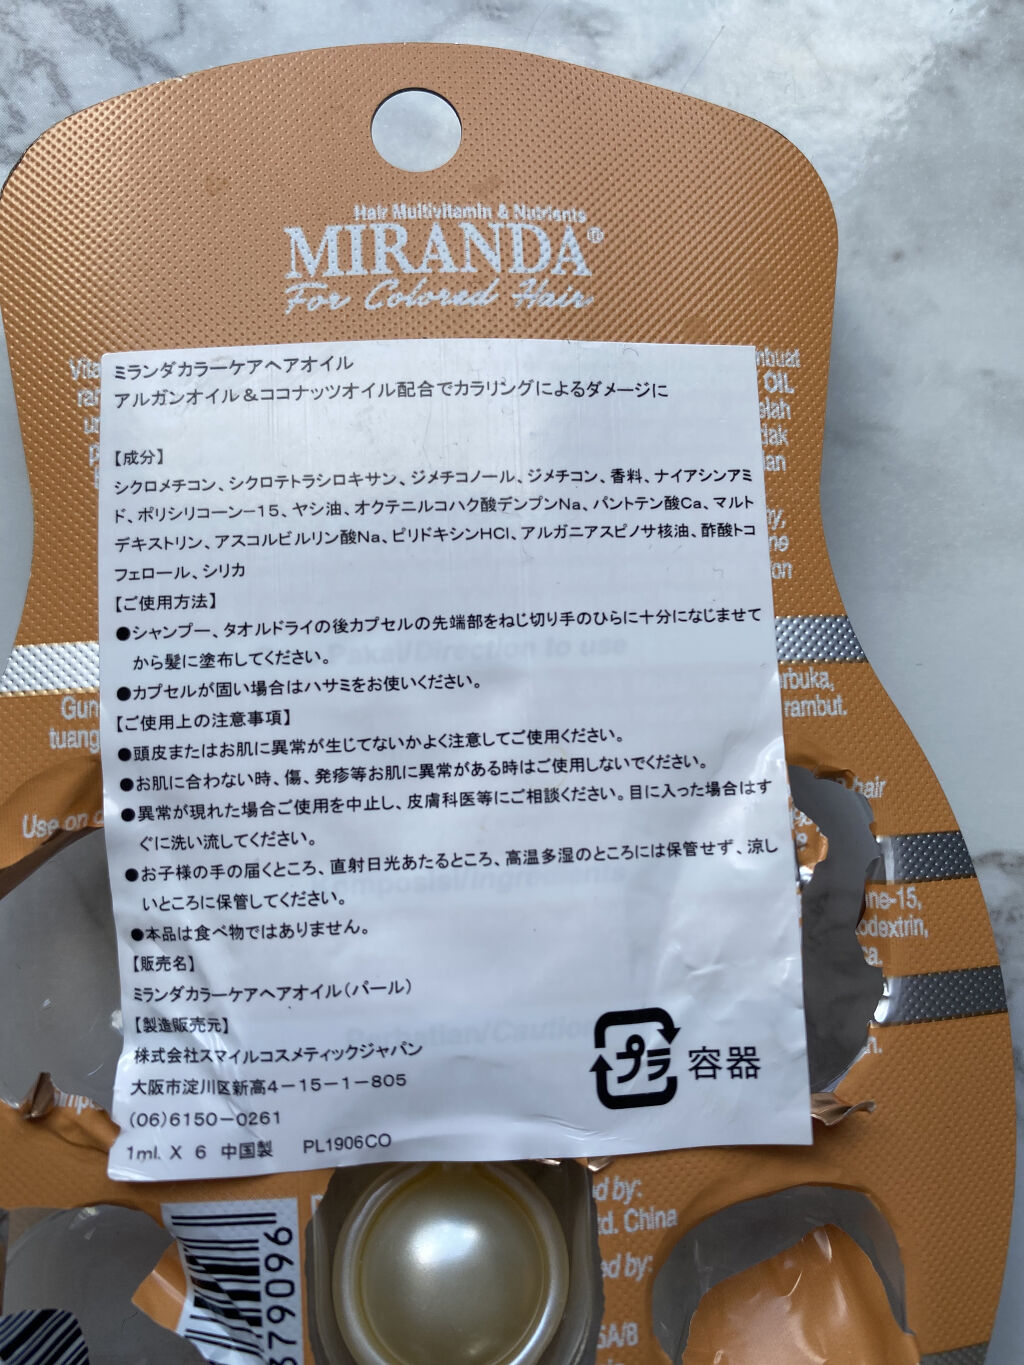 Hair Multivitamin & Nutrients
MIRANDA®
For Colored Hair
ミランダカラーケアヘアオイル
アルガンオイル＆ココナッツオイル配合でカラリングによるダメージに
【成分】
シクロメチコン、シクロテトラシロキサン、ジメチコノール、ジメチコン、香料、ナイアシンアミ
ド、ポリシリコーン−15、ヤシ油、オクテニルコハク酸デンプンNa、パントテン酸Ca、マルト
デキストリン、アスコルビルリン酸Na、ピリドキシンHCl、アルガニアスピノサ核油、酢酸トコ
フェロール、シリカ
【ご使用方法】
●シャンプー、タオルドライの後カプセルの先端部をねじ切り手のひらに十分になじませて
から髪に塗布してください。
●カプセルが固い場合はハサミをお使いください。
【ご使用上の注意事項】
●頭皮またはお肌に異常が生じてないかよく注意してご使用ください。
●お肌に合わない時、傷、発疹等お肌に異常がある時はご使用しないでください。
●異常が現れた場合ご使用を中止し、皮膚科医等にご相談ください。目に入った場合はす
ぐに洗い流してください。
●お子様の手の届くところ、直射日光あたるところ、高温多湿のところには保管せず、涼し
いところに保管してください。
●本品は食べ物ではありません。
【販売名】
ミランダカラーケアヘアオイル（パール）
【製造販売元】
株式会社スマイルコスメティックジャパン
大阪市淀川区新高4−15−1−805
(06)6150−0261
1ml. X 6 中国製 PL1906CO
プラ 容器
OIL
Pakai/Direction to use
rambut.
Use on
hair
Komposisi/Ingredients
ne-15,
odextrin,
Perhatian/Caution
d by:
td. China
ed by:
5A/8